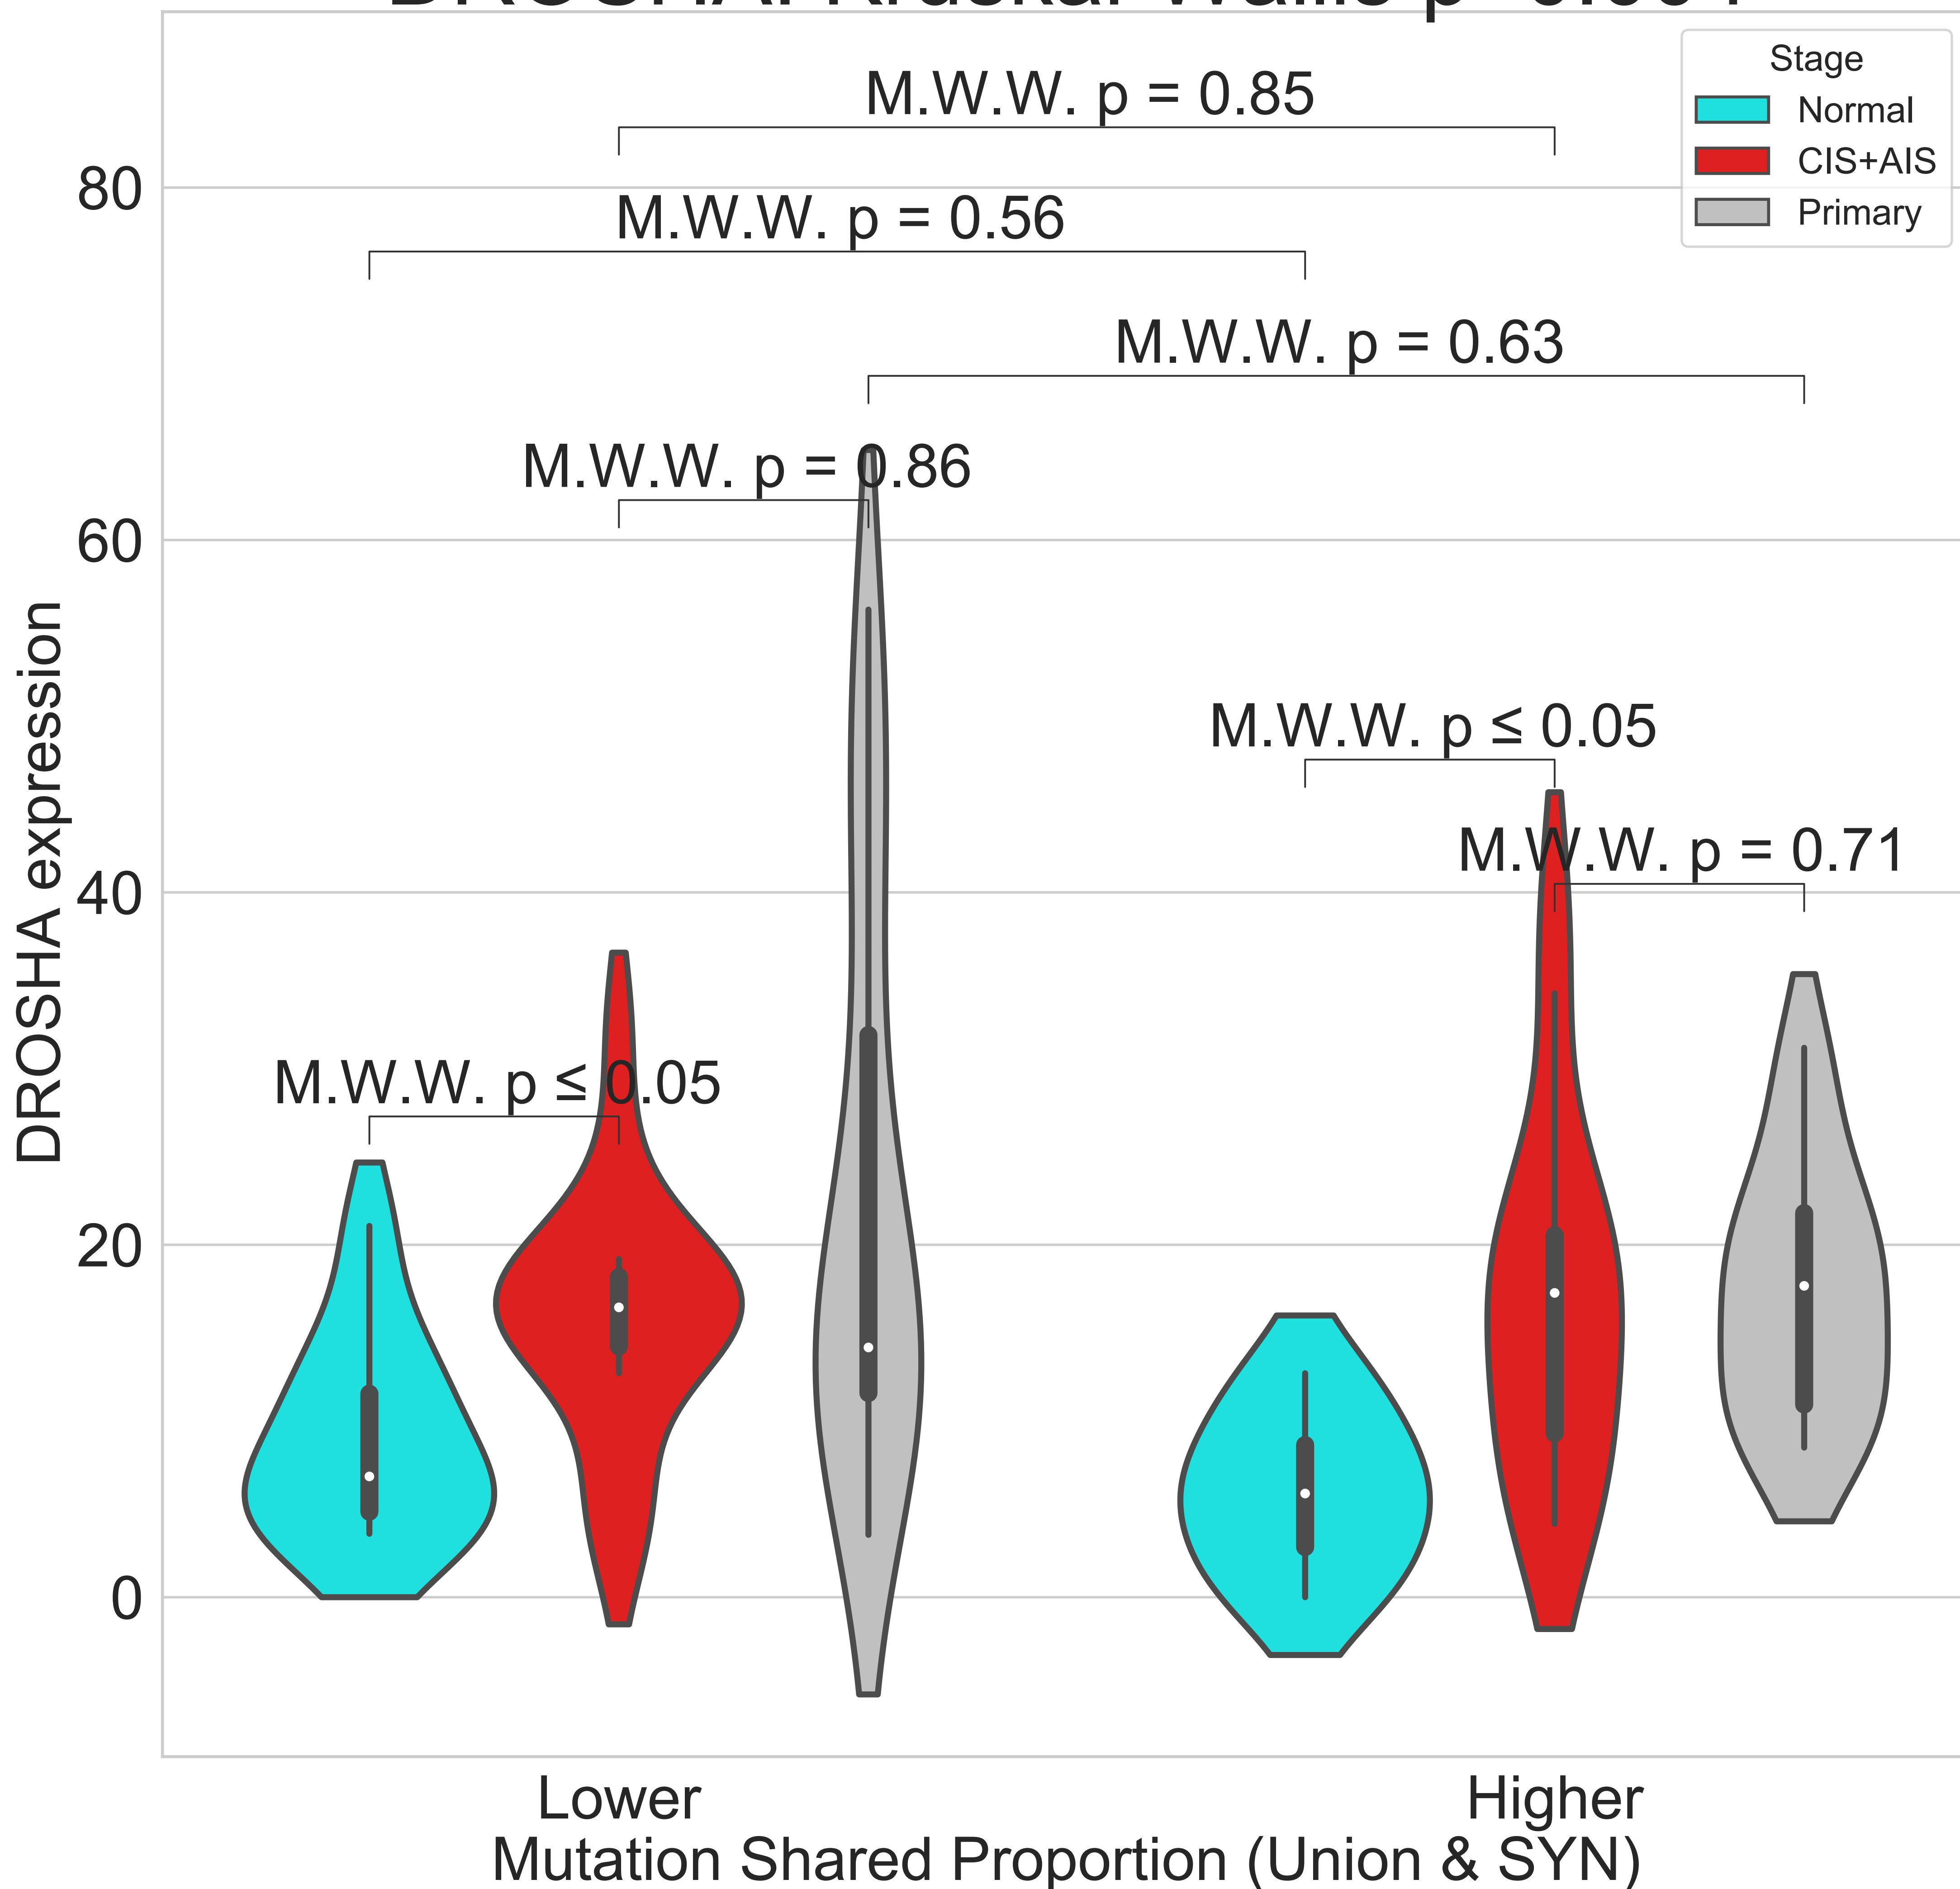 Stage
Normal
CIS+AIS
Primary
M.W.W. p = 0.85
80
M.W.W. p = 0.56
M.W.W. p = 0.63
M.W.W. p = 0.86
60
M.W.W. p ≤ 0.05
M.W.W. p = 0.71
40
M.W.W. p ≤ 0.05
20
0
DROSHA expression
Lower
Higher
Mutation Shared Proportion (Union & SYN)